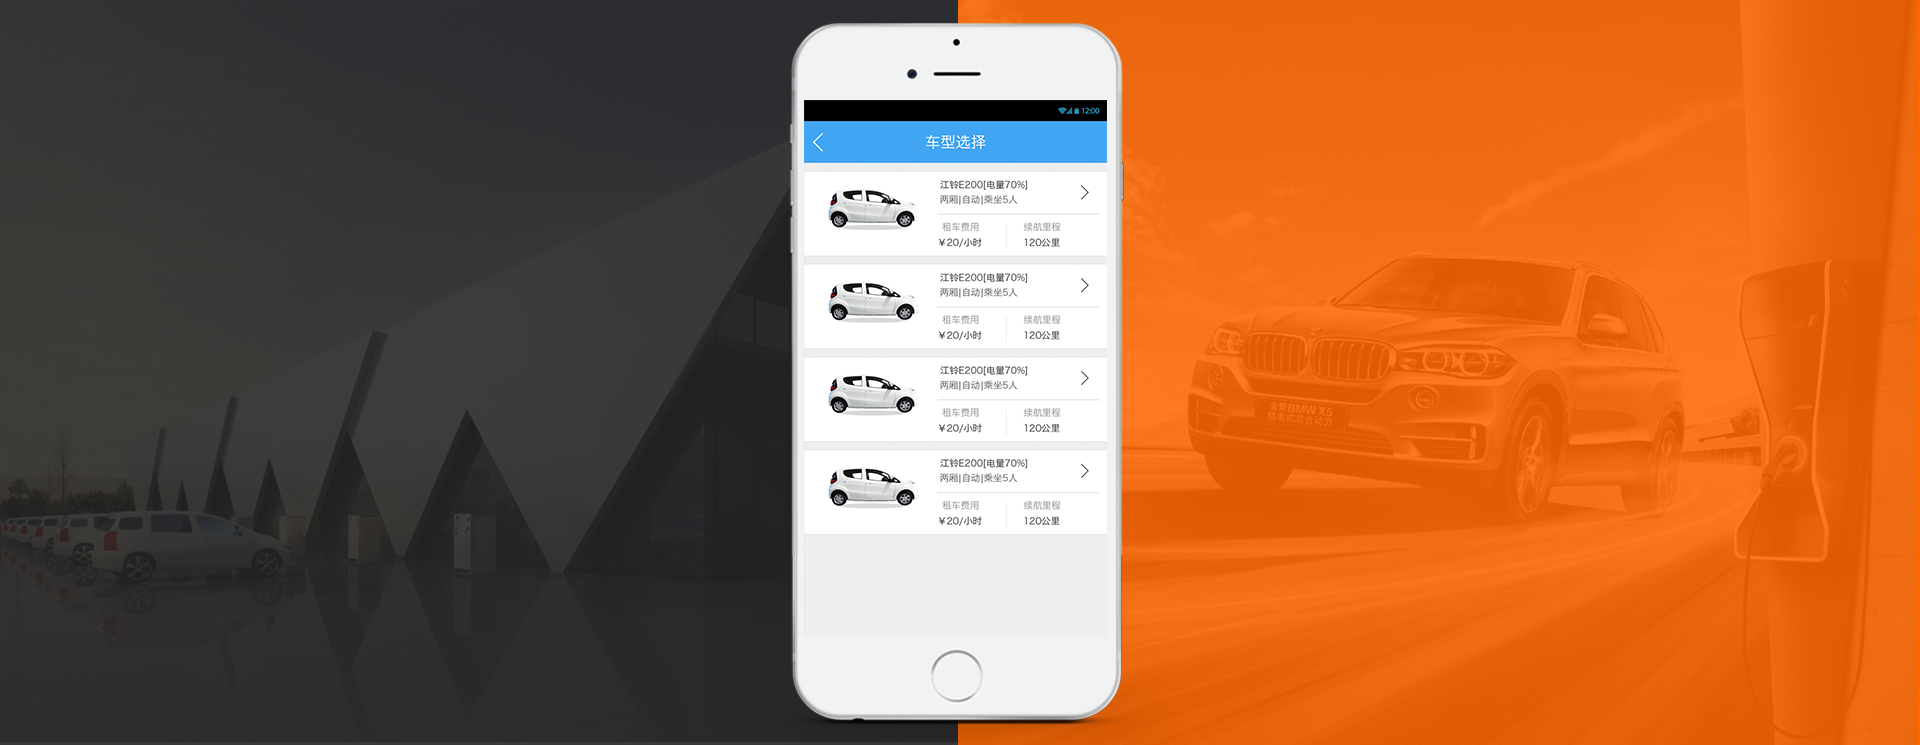 12:00
车型选择
江铃E200[电量70%]
两厢|自动|乘坐5人
租车费用 续航里程
￥20/小时 120公里
江铃E200[电量70%]
两厢|自动|乘坐5人
租车费用 续航里程
￥20/小时 120公里
江铃E200[电量70%]
两厢|自动|乘坐5人
租车费用 续航里程
￥20/小时 120公里
江铃E200[电量70%]
两厢|自动|乘坐5人
租车费用 续航里程
￥20/小时 120公里
全新BMW X5
插电式混合动力